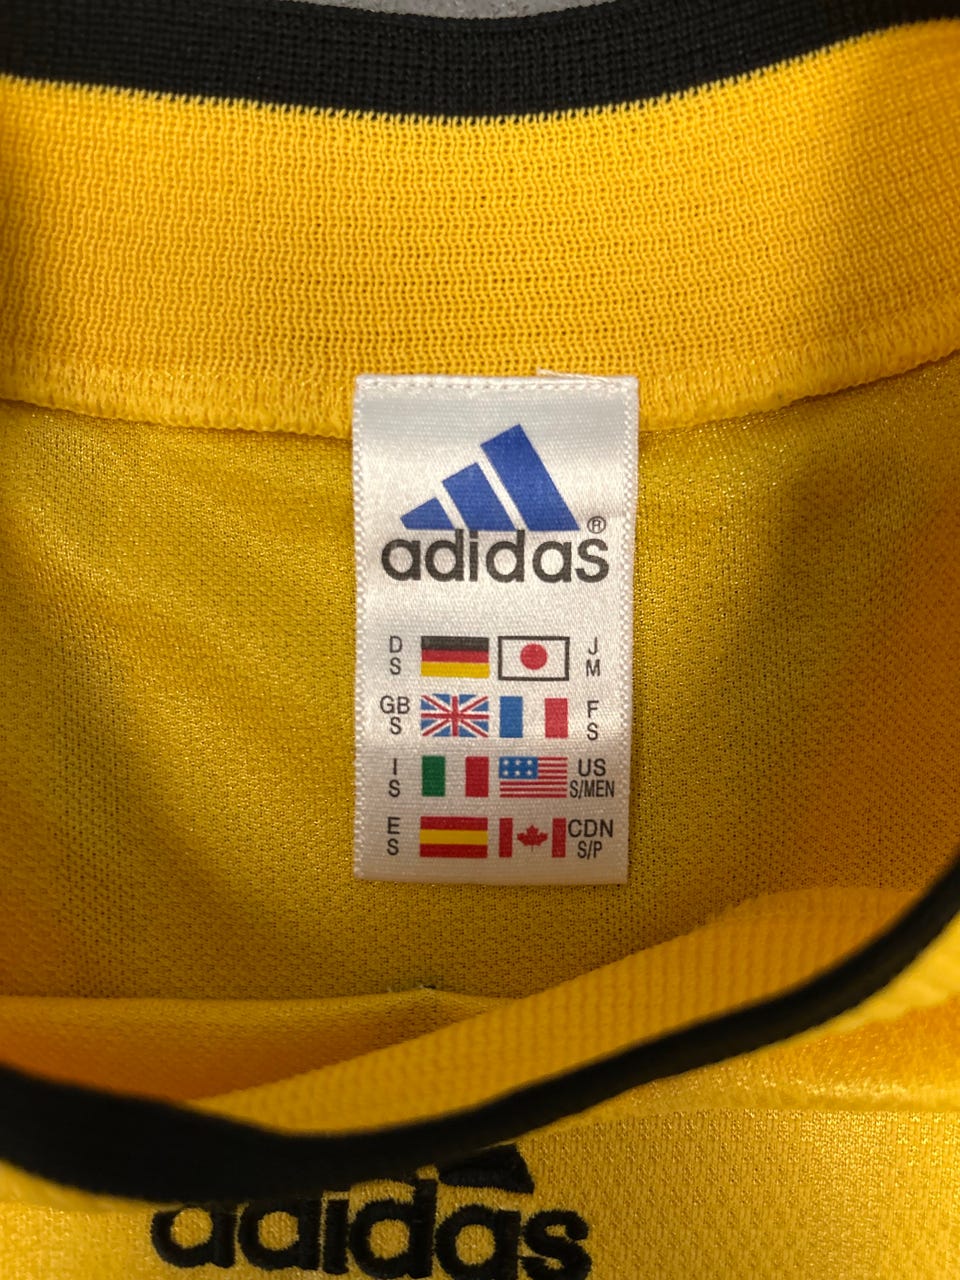 adidas®
D J
S M
GB F
S S
I US
S S/MEN
E CDN
S S/P
adidas